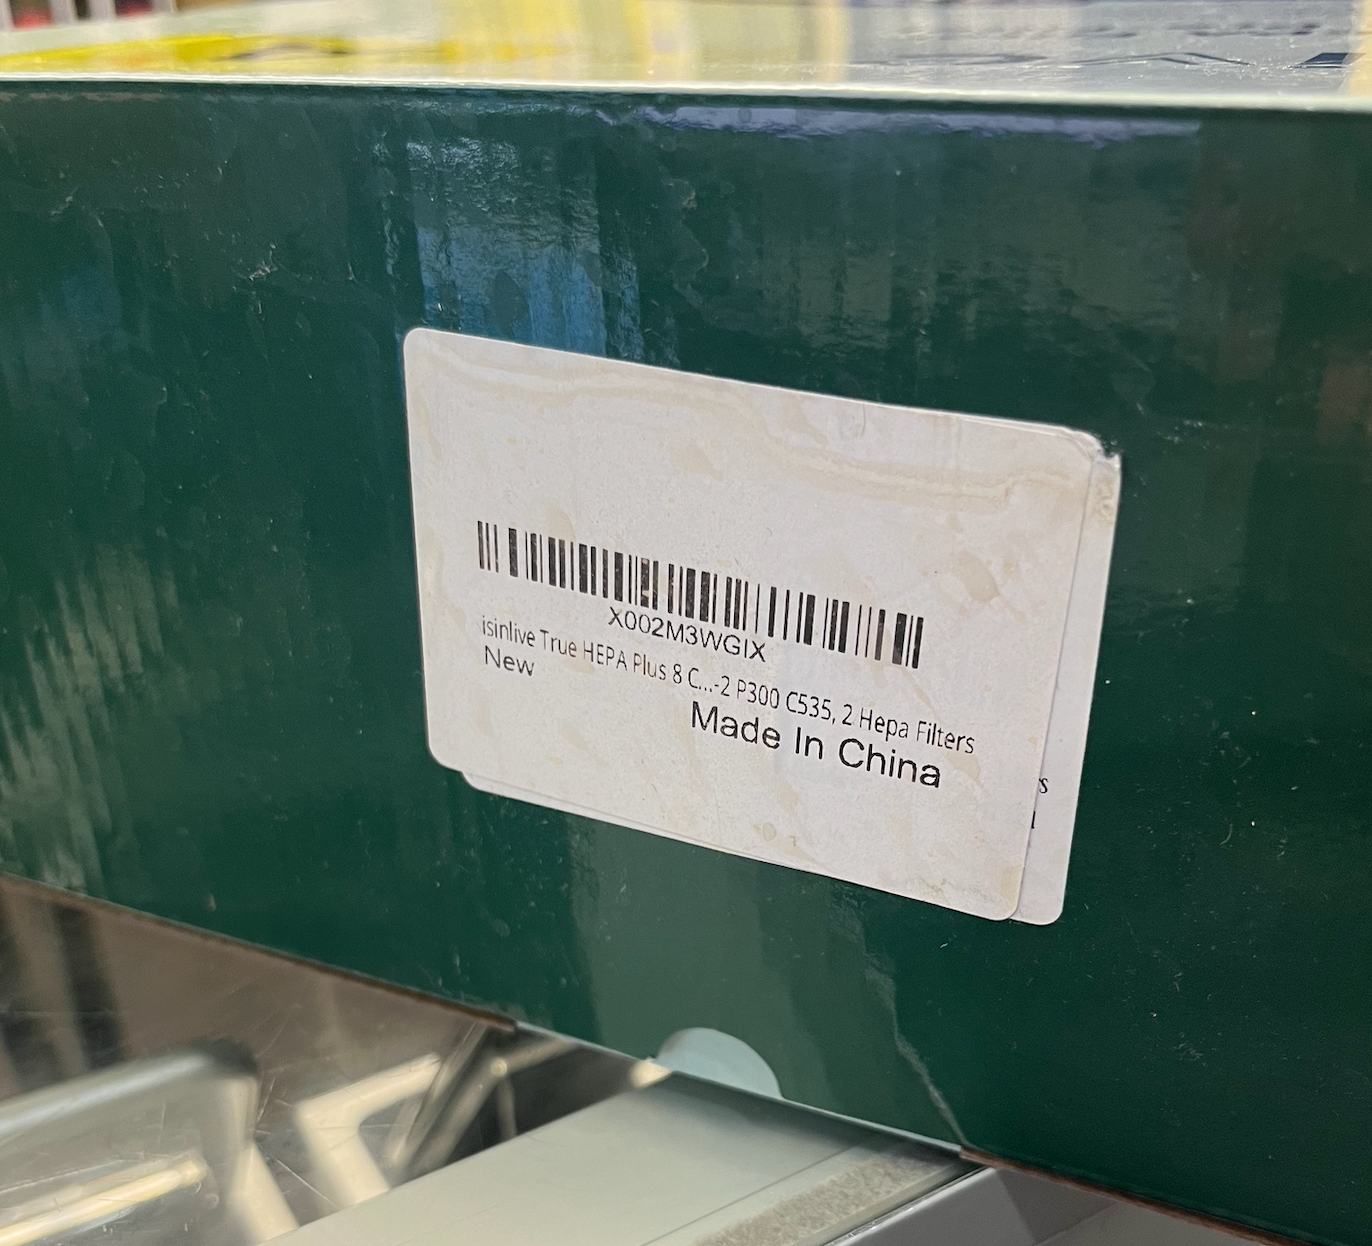 X002M3WGIX
isinlive True HEPA Plus 8 C...-2 P300 C535, 2 Hepa Filters
New
Made In China
s